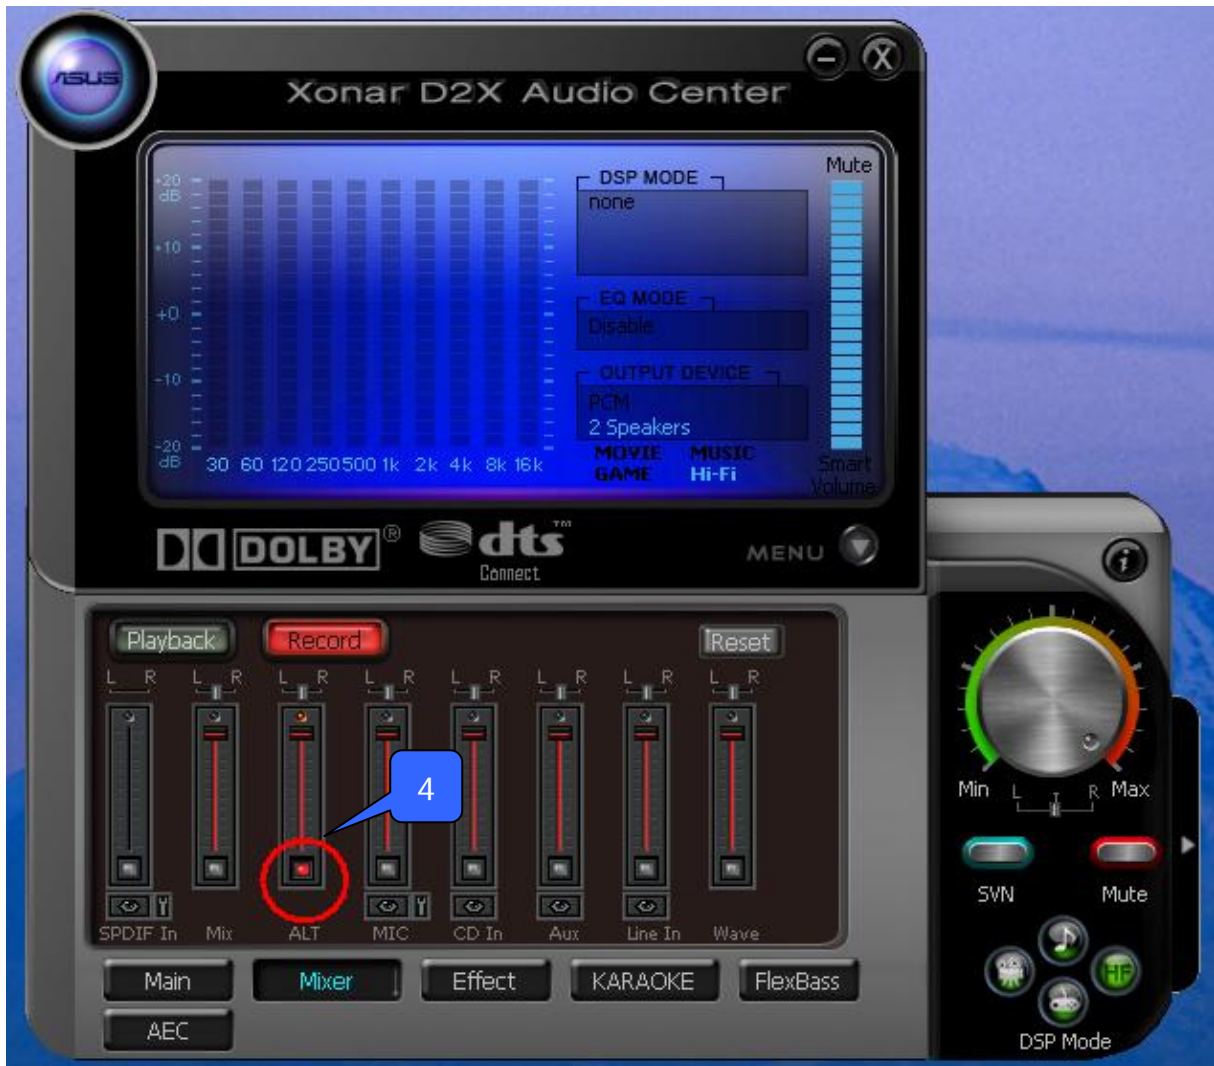 ASUS
Xonar D2X Audio Center
DSP MODE
none
EQ MODE
Disable
OUTPUT DEVICE
PCM
2 Speakers
MOVIE MUSIC
GAME Hi-Fi
Mute
Smart
Volume
+20
dB
+10
+0
-10
-20
dB
30 60 120 250 500 1k 2k 4k 8k 16k
DOLBY®
dts™
Connect
MENU
i
Playback Record Reset
L R L R L R L R L R L R L R L R
4
SPDIF In Mix ALT MIC CD In Aux Line In Wave
Main Mixer Effect KARAOKE FlexBass
AEC
Min L R Max
SVN Mute
HF
DSP Mode